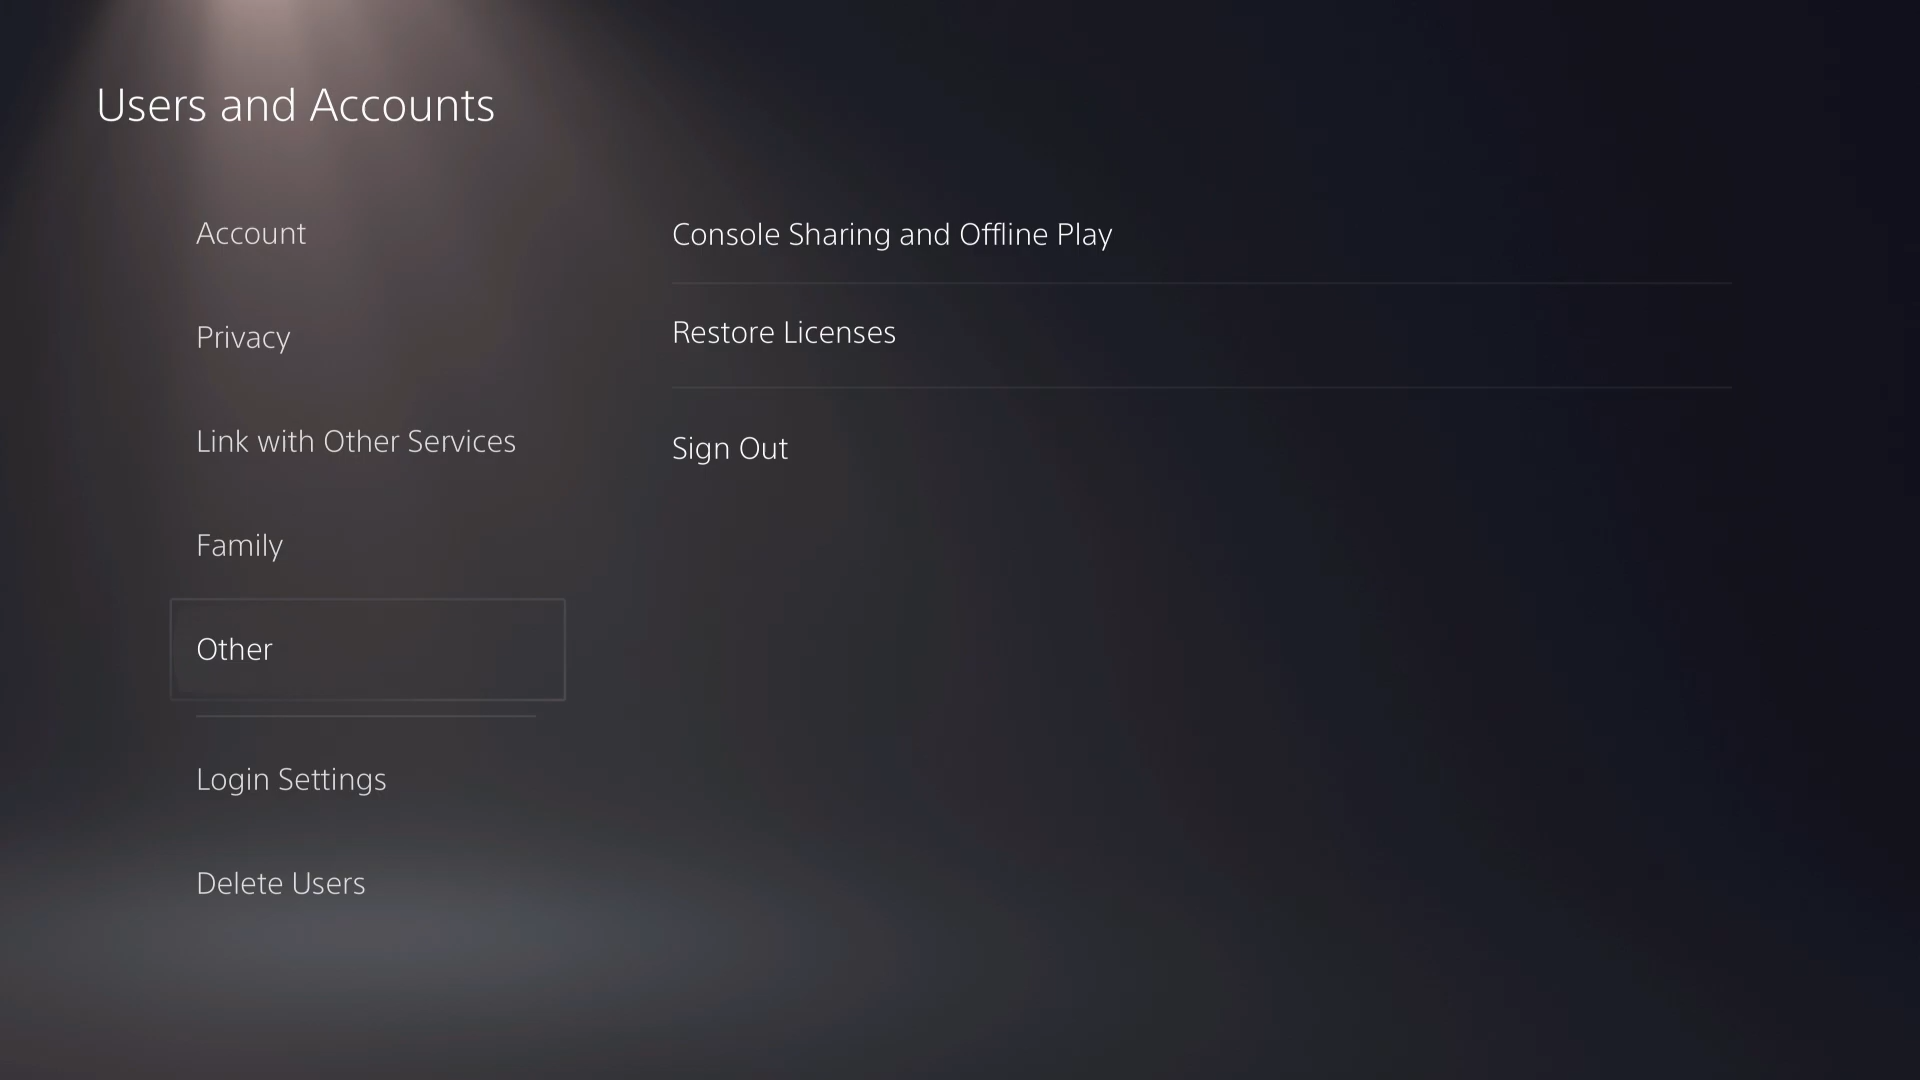 Users and Accounts
Account
Privacy
Link with Other Services
Family
Other
Login Settings
Delete Users
Console Sharing and Offline Play
Restore Licenses
Sign Out